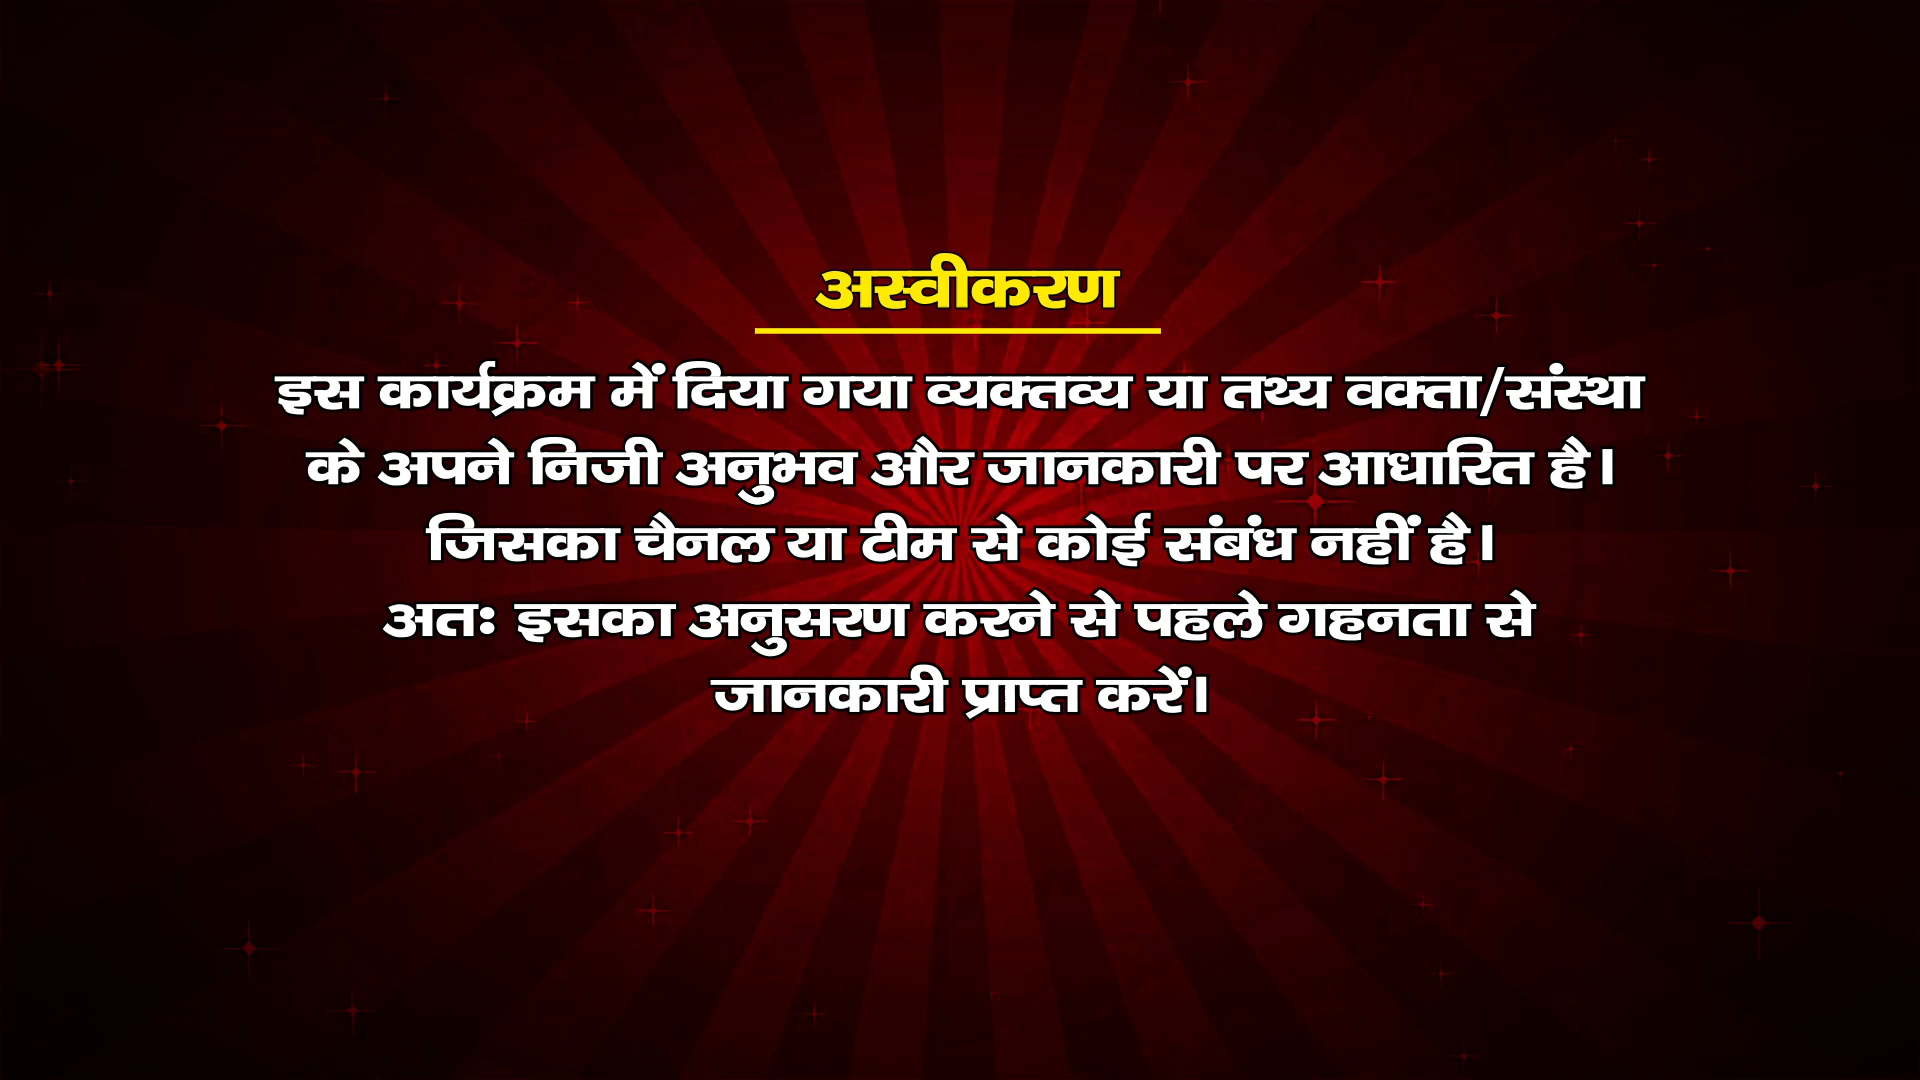 अस्वीकरण
इस कार्यक्रम में दिया गया व्यक्तव्य या तथ्य वक्ता/संस्था
के अपने निजी अनुभव और जानकारी पर आधारित है।
जिसका चैनल या टीम से कोई संबंध नहीं है।
अतः इसका अनुसरण करने से पहले गहनता से
जानकारी प्राप्त करें।